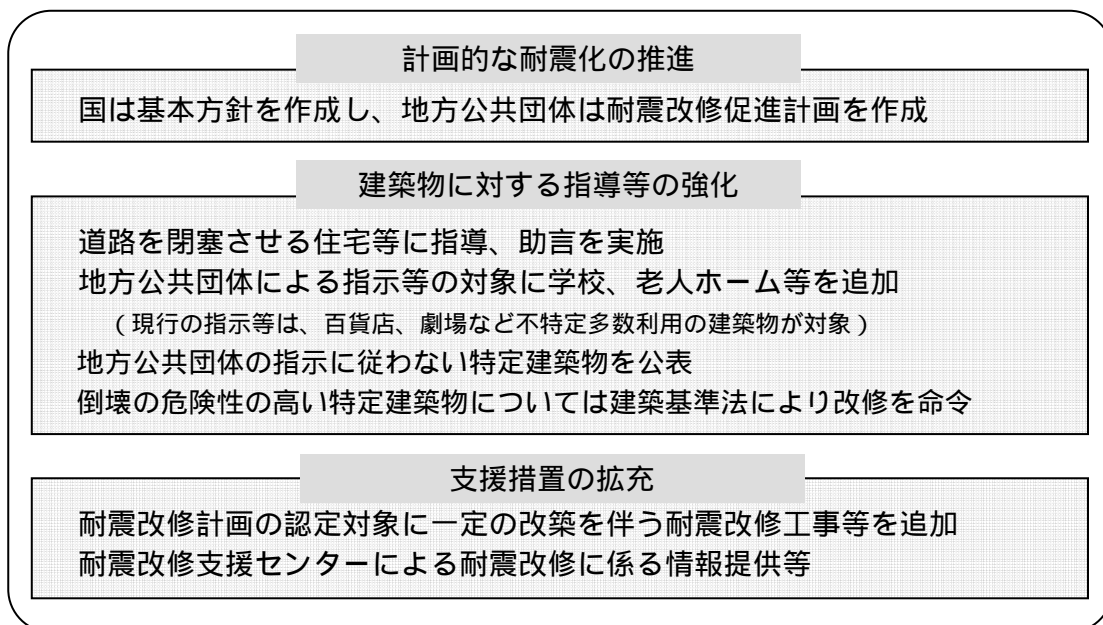 計画的な耐震化の推進
国は基本方針を作成し、地方公共団体は耐震改修促進計画を作成
建築物に対する指導等の強化
道路を閉塞させる住宅等に指導、助言を実施
地方公共団体による指示等の対象に学校、老人ホーム等を追加
(現行の指示等は、百貨店、劇場など不特定多数利用の建築物が対象)
地方公共団体の指示に従わない特定建築物を公表
倒壊の危険性の高い特定建築物については建築基準法により改修を命令
支援措置の拡充
耐震改修計画の認定対象に一定の改築を伴う耐震改修工事等を追加
耐震改修支援センターによる耐震改修に係る情報提供等